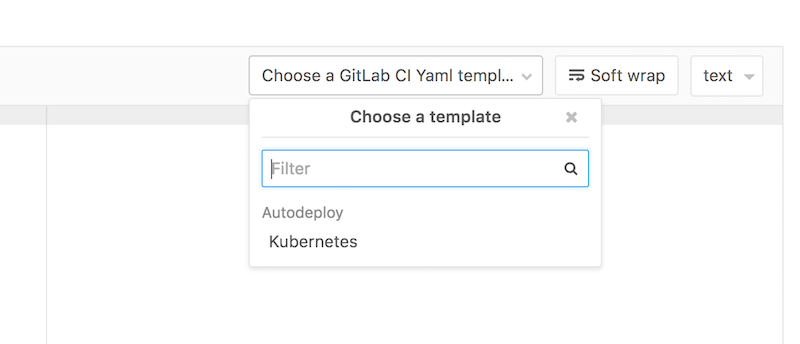 Choose a GitLab CI Yaml templ... Soft wrap text
Choose a template
Filter
Autodeploy
Kubernetes